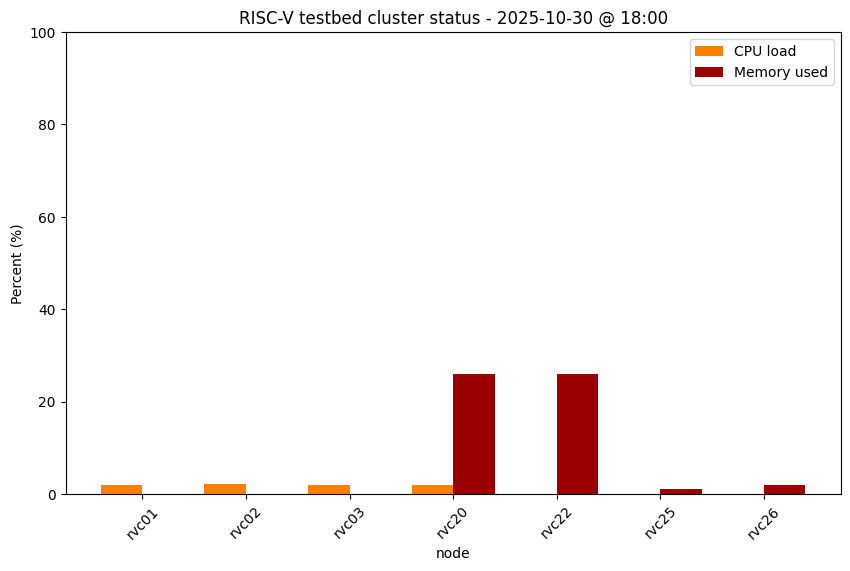 RISC-V testbed cluster status - 2025-10-30 @ 18:00
CPU load
Memory used
Percent (%)
100
80
60
40
20
0
rvc01
rvc02
rvc03
rvc20
rvc22
rvc25
rvc26
node